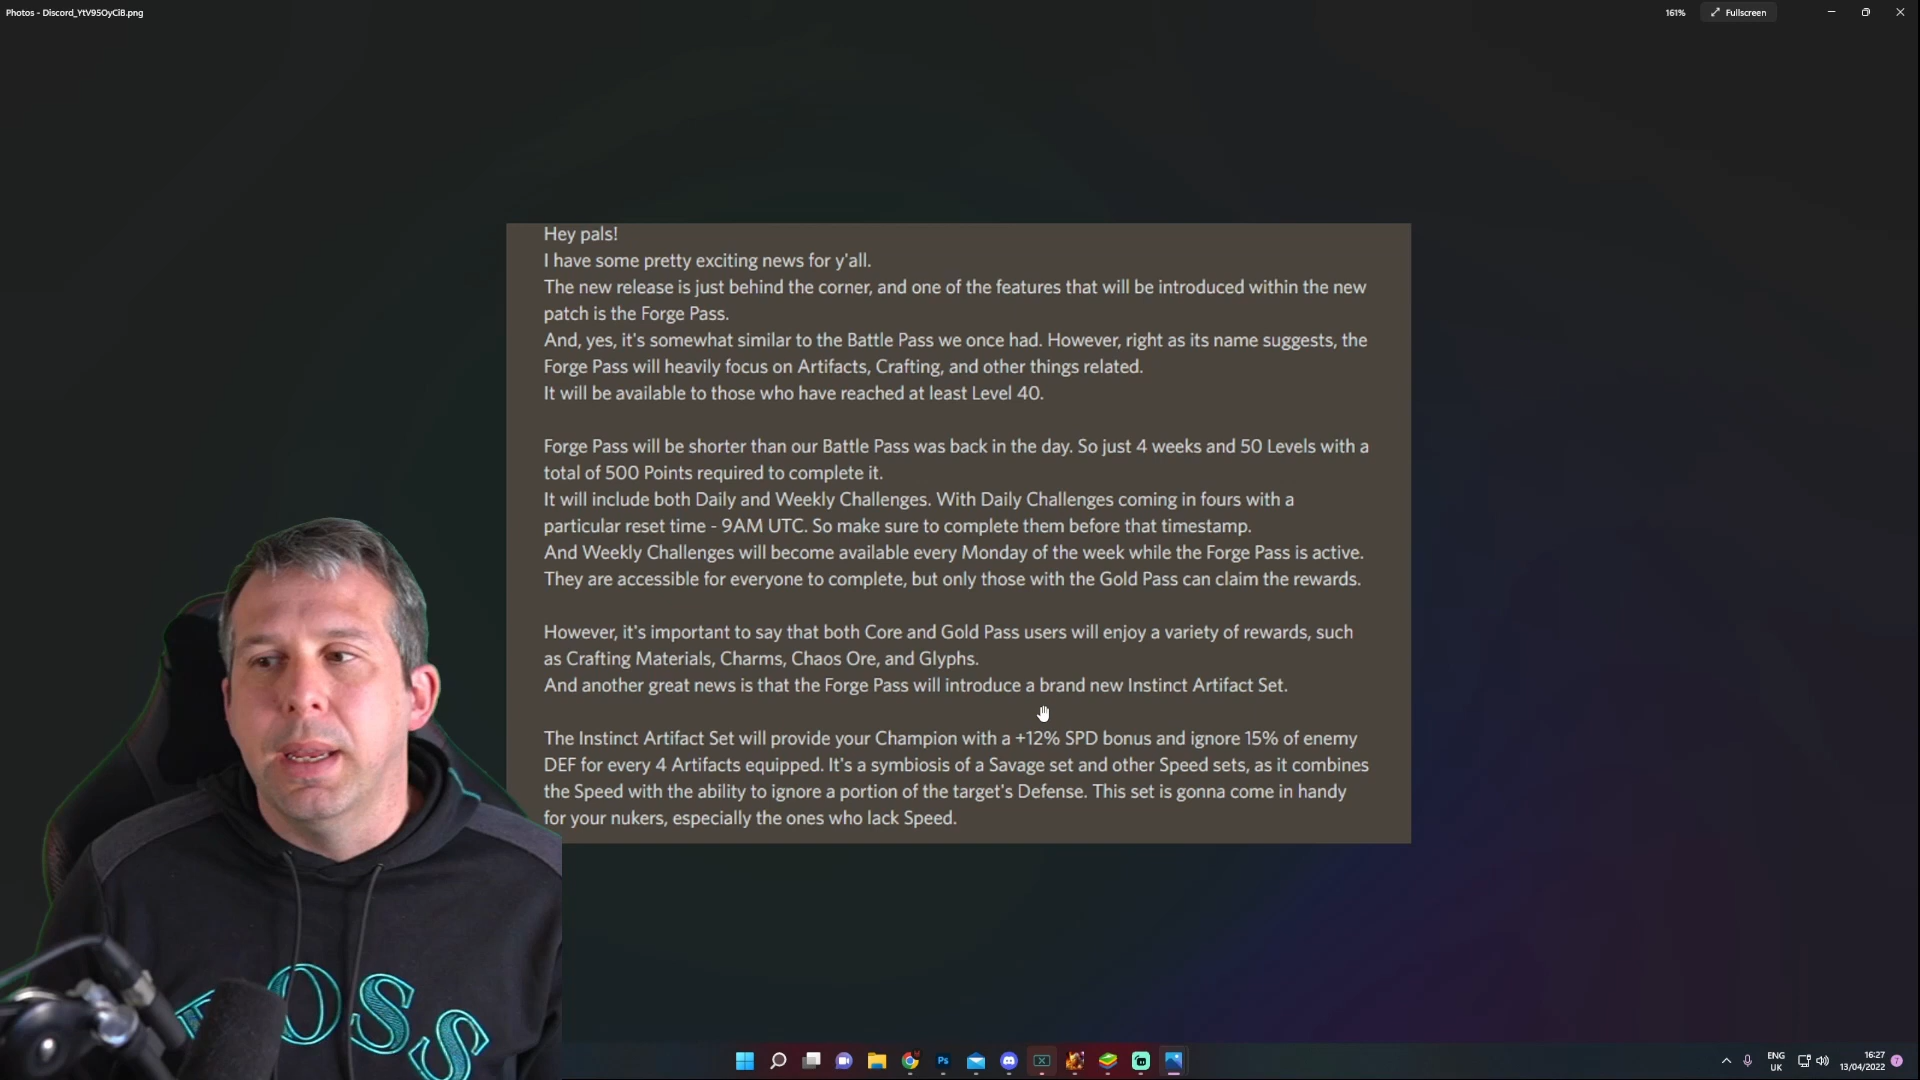 Photos - Discord_YtV95OyCiB.png
161%
Fullscreen
Hey pals!
I have some pretty exciting news for y'all.
The new release is just behind the corner, and one of the features that will be introduced within the new
patch is the Forge Pass.
And, yes, it's somewhat similar to the Battle Pass we once had. However, right as its name suggests, the
Forge Pass will heavily focus on Artifacts, Crafting, and other things related.
It will be available to those who have reached at least Level 40.
Forge Pass will be shorter than our Battle Pass was back in the day. So just 4 weeks and 50 Levels with a
total of 500 Points required to complete it.
It will include both Daily and Weekly Challenges. With Daily Challenges coming in fours with a
particular reset time - 9AM UTC. So make sure to complete them before that timestamp.
And Weekly Challenges will become available every Monday of the week while the Forge Pass is active.
They are accessible for everyone to complete, but only those with the Gold Pass can claim the rewards.
However, it's important to say that both Core and Gold Pass users will enjoy a variety of rewards, such
as Crafting Materials, Charms, Chaos Ore, and Glyphs.
And another great news is that the Forge Pass will introduce a brand new Instinct Artifact Set.
The Instinct Artifact Set will provide your Champion with a +12% SPD bonus and ignore 15% of enemy
DEF for every 4 Artifacts equipped. It's a symbiosis of a Savage set and other Speed sets, as it combines
the Speed with the ability to ignore a portion of the target's Defense. This set is gonna come in handy
for your nukers, especially the ones who lack Speed.
OSS
Ps
ENG
UK
16:27
13/04/2022
7